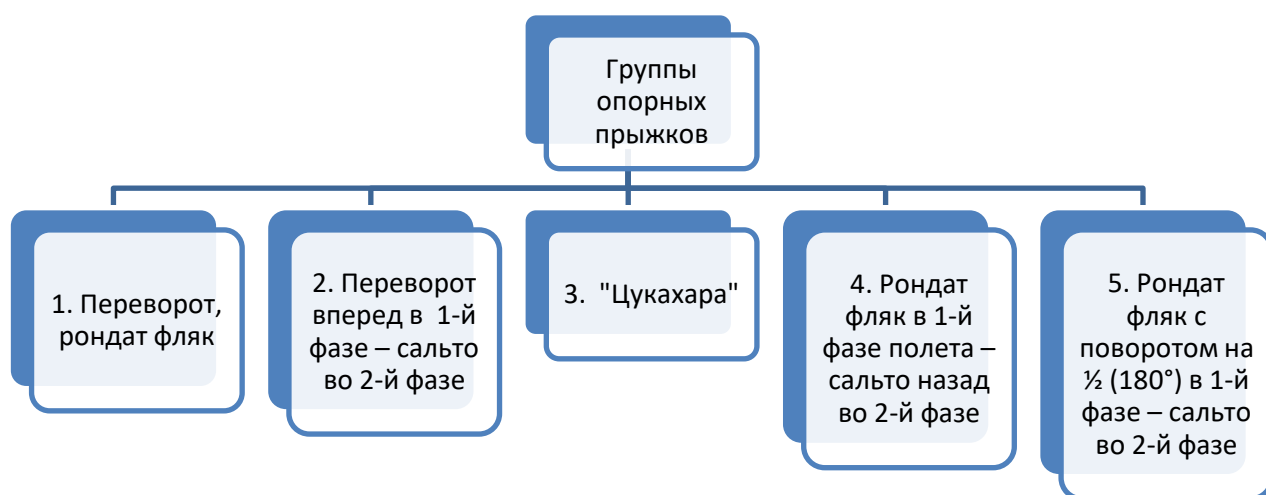 Группы
опорных
прыжков
1. Переворот,
рондат фляк
2. Переворот
вперед в 1-й
фазе – сальто
во 2-й фазе
3. "Цукахара"
4. Рондат
фляк в 1-й
фазе полета –
сальто назад
во 2-й фазе
5. Рондат
фляк с
поворотом на
½ (180°) в 1-й
фазе – сальто
во 2-й фазе